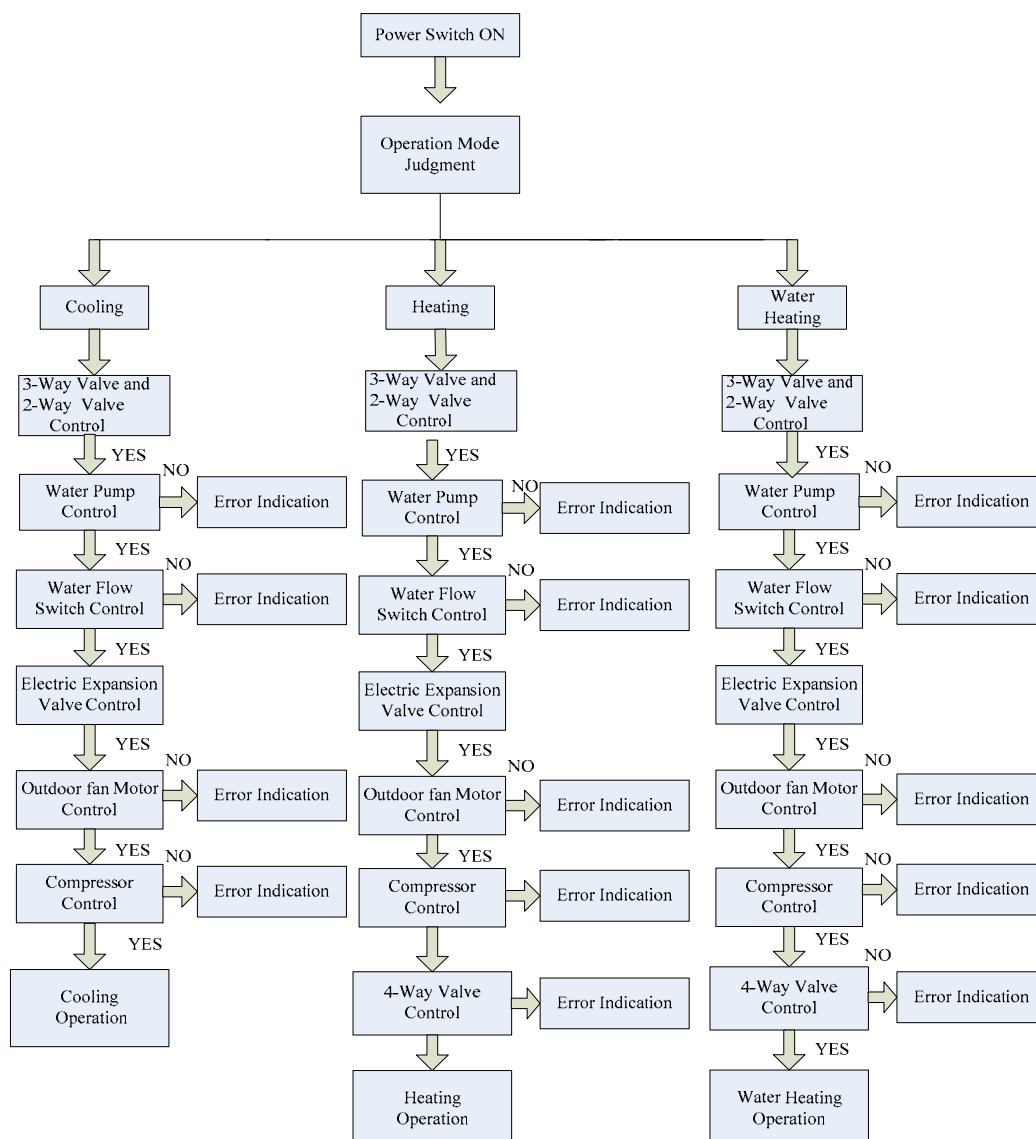 Power Switch ON
Operation Mode
Judgment
Cooling
Heating
Water
Heating
3-Way Valve and
2-Way Valve
Control
3-Way Valve and
2-Way Valve
Control
3-Way Valve and
2-Way Valve
Control
YES
YES
YES
Water Pump
Control
NO
Error Indication
Water Pump
Control
NO
Error Indication
Water Pump
Control
NO
Error Indication
YES
YES
YES
Water Flow
Switch Control
NO
Error Indication
Water Flow
Switch Control
NO
Error Indication
Water Flow
Switch Control
NO
Error Indication
YES
YES
YES
Electric Expansion
Valve Control
Electric Expansion
Valve Control
Electric Expansion
Valve Control
YES
YES
YES
Outdoor fan Motor
Control
NO
Error Indication
Outdoor fan Motor
Control
NO
Error Indication
Outdoor fan Motor
Control
NO
Error Indication
YES
YES
YES
Compressor
Control
NO
Error Indication
Compressor
Control
Error Indication
Compressor
Control
NO
Error Indication
YES
YES
Cooling
Operation
4-Way Valve
Control
Error Indication
4-Way Valve
Control
NO
Error Indication
YES
Heating
Operation
Water Heating
Operation